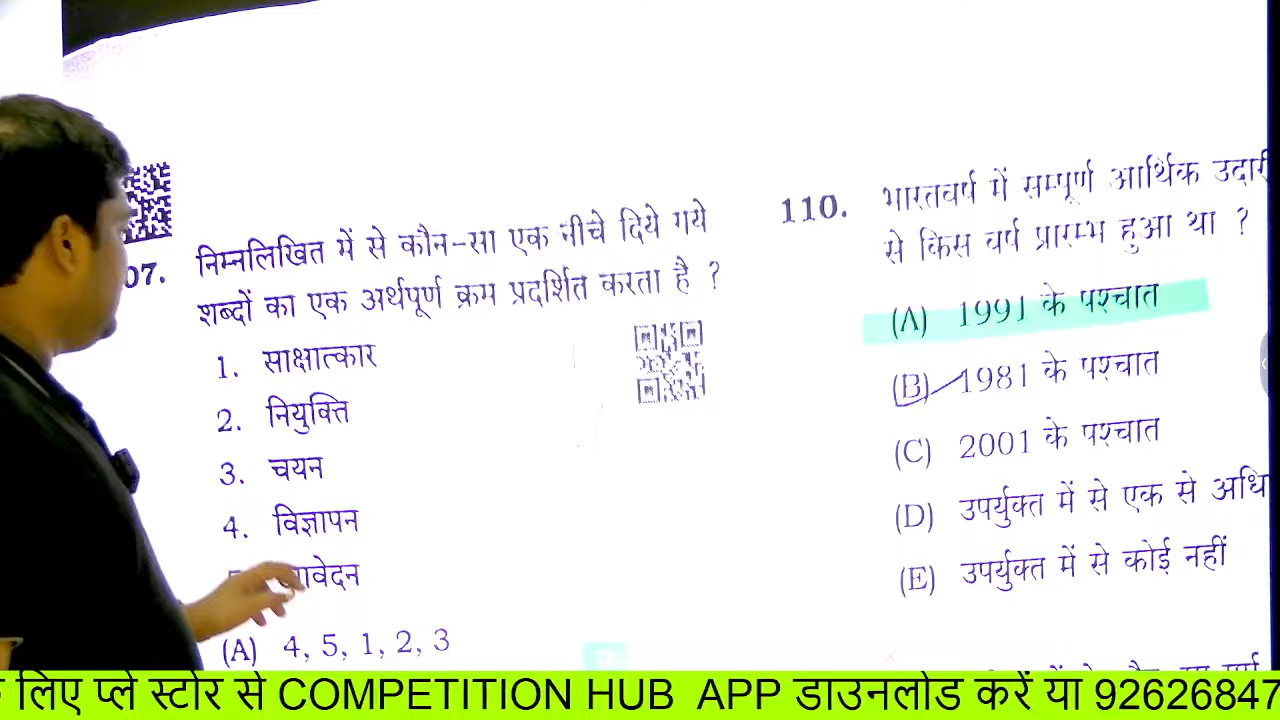 07.
निम्नलिखित में से कौन-सा एक नीचे दिये गये
शब्दों का एक अर्थपूर्ण क्रम प्रदर्शित करता है ?
1. साक्षात्कार
2. नियुक्ति
3. चयन
4. विज्ञापन
(A) 4, 5, 1, 2, 3
110. भारतवर्ष में सम्पूर्ण आर्थिक
से किस वर्ष प्रारम्भ हुआ था ?
(A) 1991 के पश्चात
(B) 1981 के पश्चात
(C) 2001 के पश्चात
(D) उपर्युक्त में से एक से
(E) उपर्युक्त में से कोई नहीं
लिए प्ले स्टोर से COMPETITION HUB APP डाउनलोड करें या 92626847